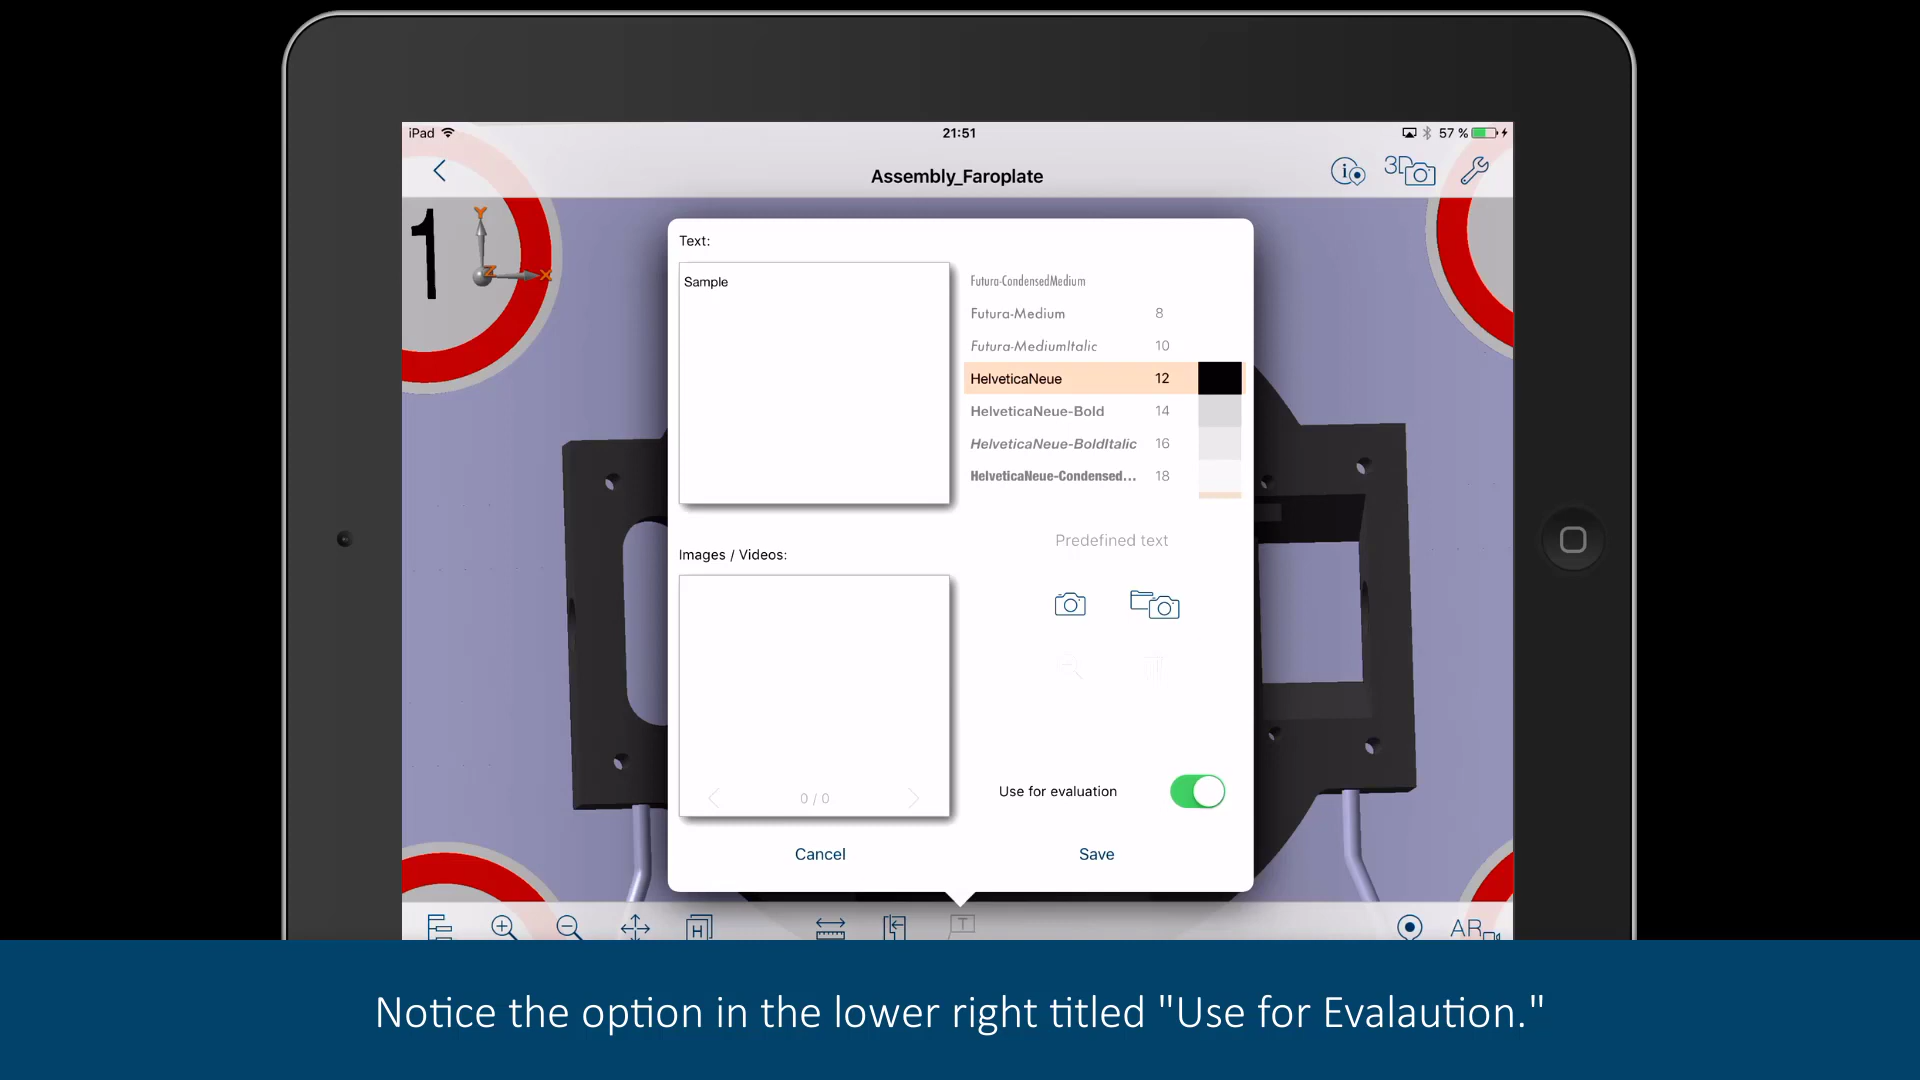 iPad
21:51
57 %
Assembly_Faroplate
3D
1
Y
Z
X
Text:
Sample
Futura-CondensedMedium
Futura-Medium 8
Futura-MediumItalic 10
HelveticaNeue 12
HelveticaNeue-Bold 14
HelveticaNeue-BoldItalic 16
HelveticaNeue-Condensed... 18
Predefined text
Images / Videos:
0 / 0
Use for evaluation
Cancel
Save
H
T
AR
Notice the option in the lower right titled "Use for Evalaution."